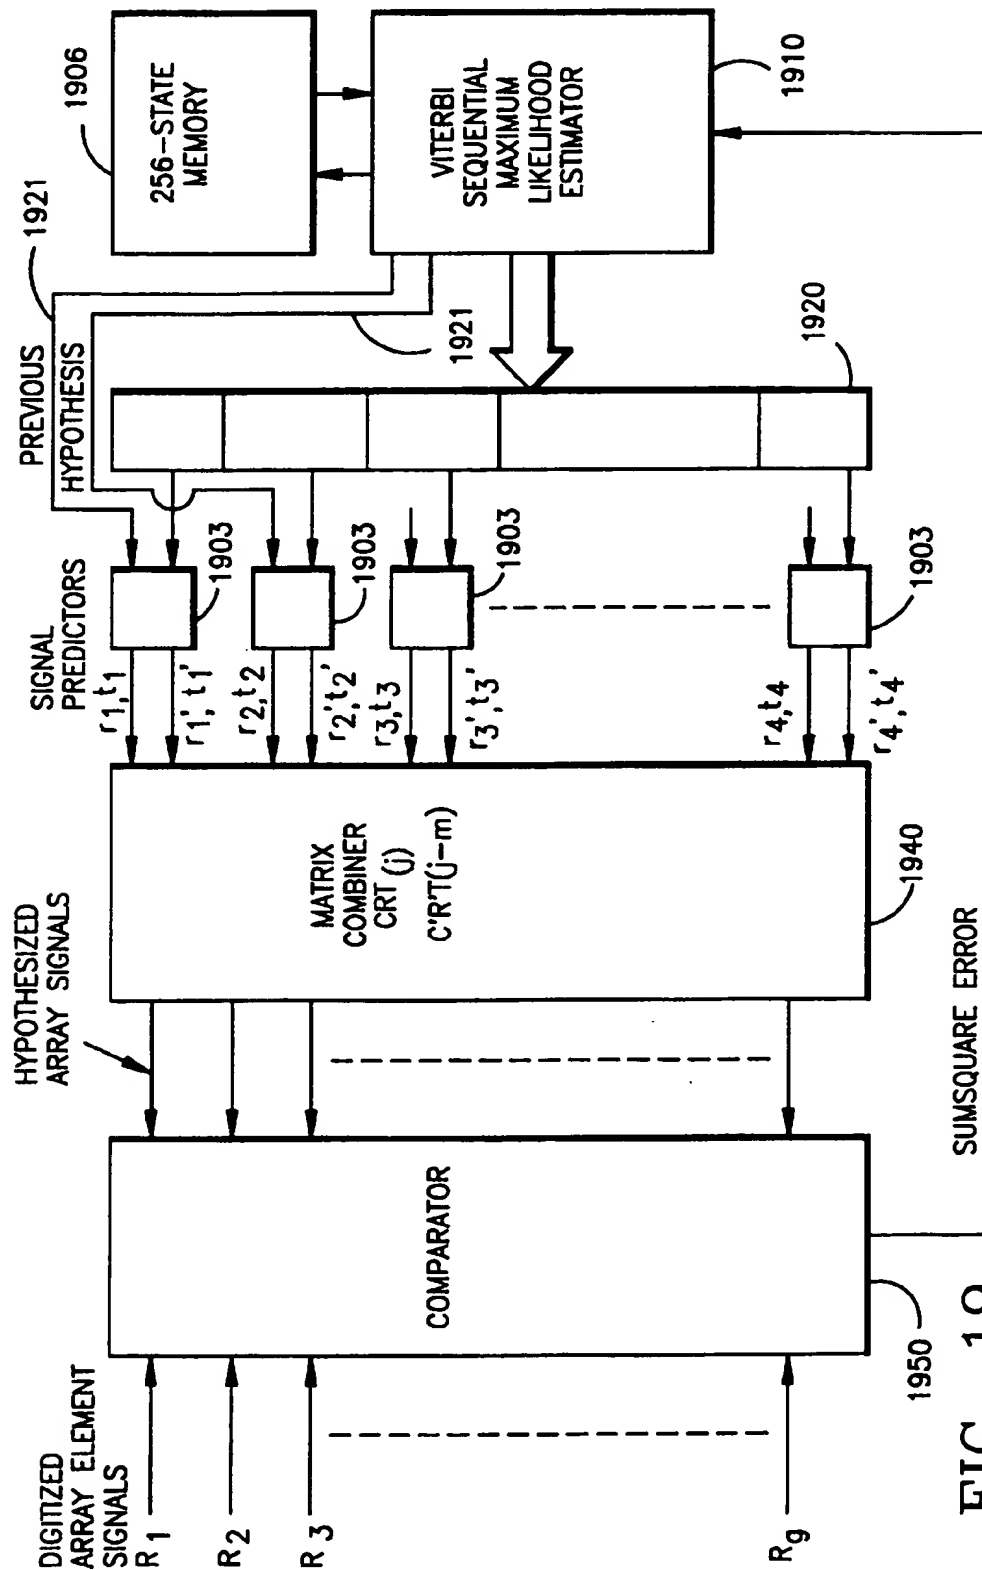 DIGITIZED
ARRAY ELEMENT
SIGNALS
R1
R2
R3
Rg
COMPARATOR
1950
HYPOTHESIZED
ARRAY SIGNALS
MATRIX
COMBINER
CRT (j)
C'R'T(j-m)
1940
SUMSQUARE ERROR
SIGNAL
PREDICTORS
r1,t1
r1',t1'
r2,t2
r2',t2'
r3,t3
r3',t3'
r4,t4
r4',t4'
1903
1903
1903
1903
PREVIOUS
HYPOTHESIS
1921
1921
1920
256-STATE
MEMORY
1906
VITERBI
SEQUENTIAL
MAXIMUM
LIKELIHOOD
ESTIMATOR
1910